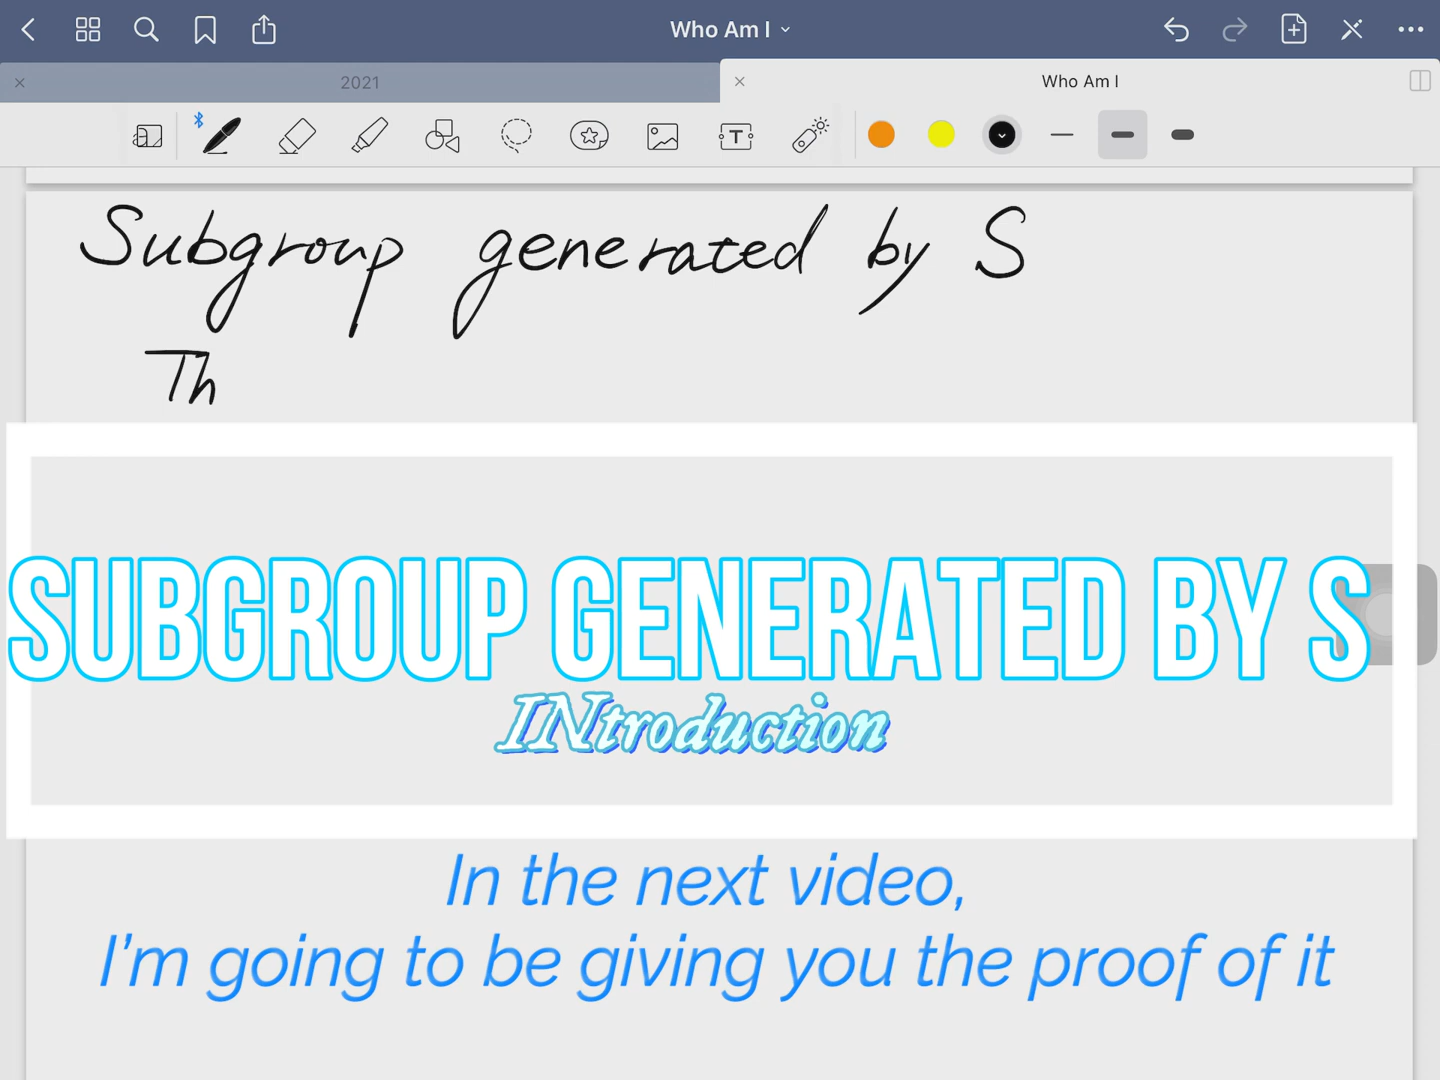 Who Am I
2021
Who Am I
T
Subgroup generated by S
Th
SUBGROUP GENERATED BY S
INtroduction
In the next video,
I'm going to be giving you the proof of it